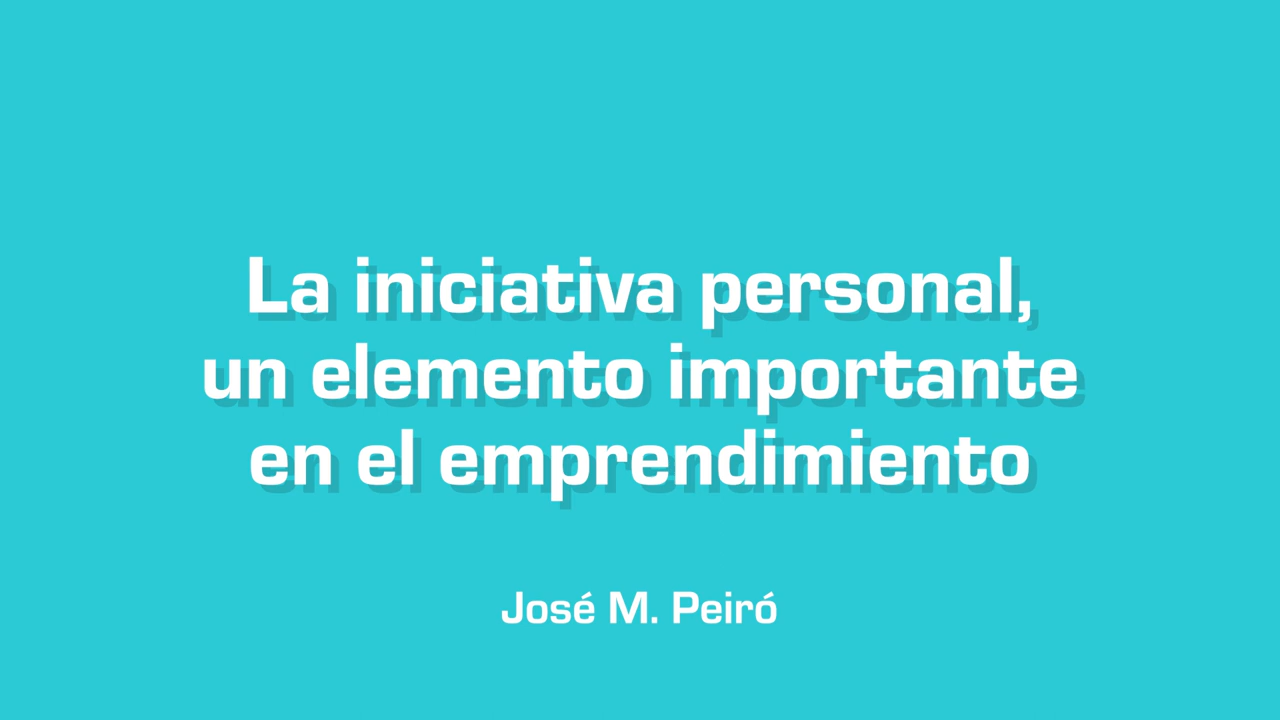 La iniciativa personal,
un elemento importante
en el emprendimiento
José M. Peiró